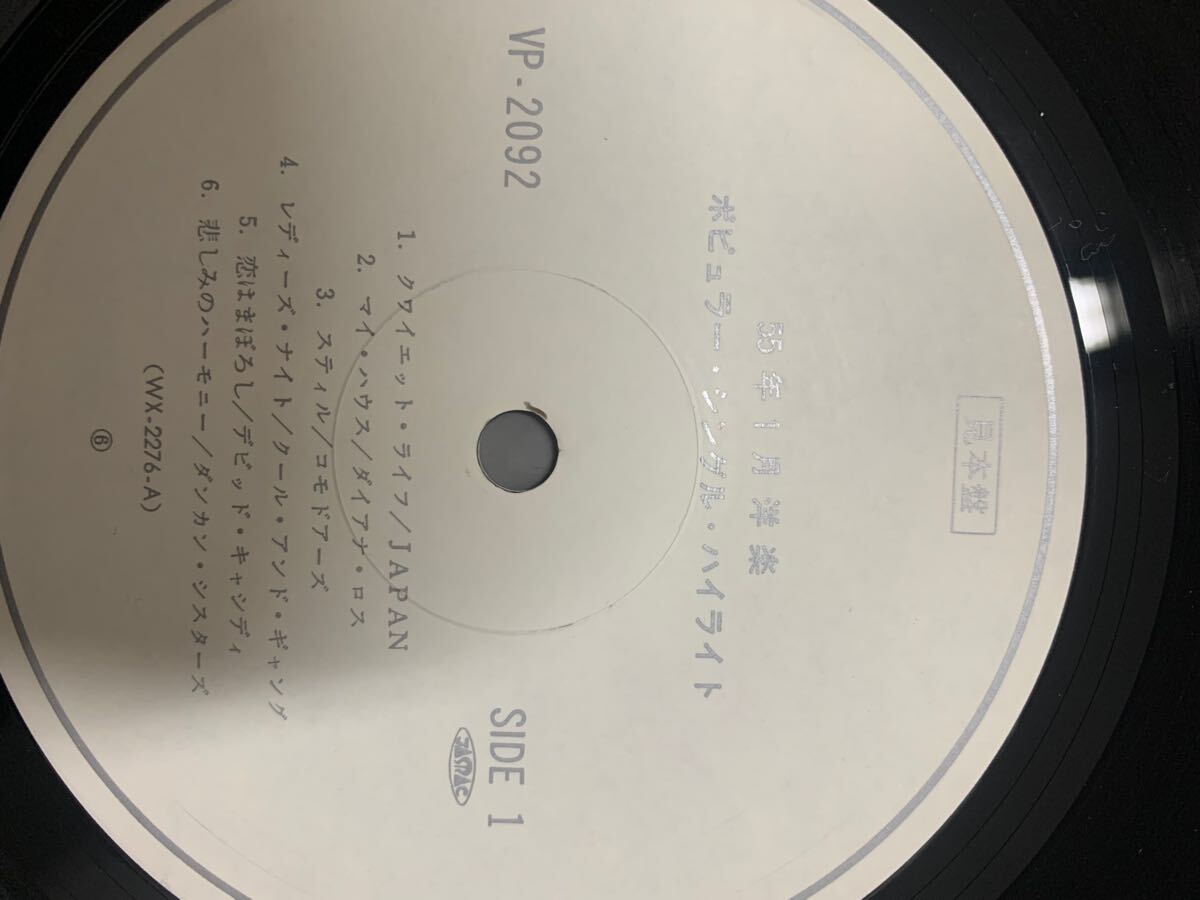 見本盤
55年1月洋楽
ポピュラー・シングル・ハイライト
VP-2092
SIDE 1
JASRAC
1. クワイエット・ライフ/JAPAN
2. マイ・ハウス/ダイアナ・ロス
3. スティル/コモドアーズ
4. レディーズ・ナイト/クール・アンド・ギャング
5. 恋はまぼろし/デビッド・キャシディ
6. 悲しみのハーモニー/ダンカン・シスターズ
(WX-2276-A)
⑥